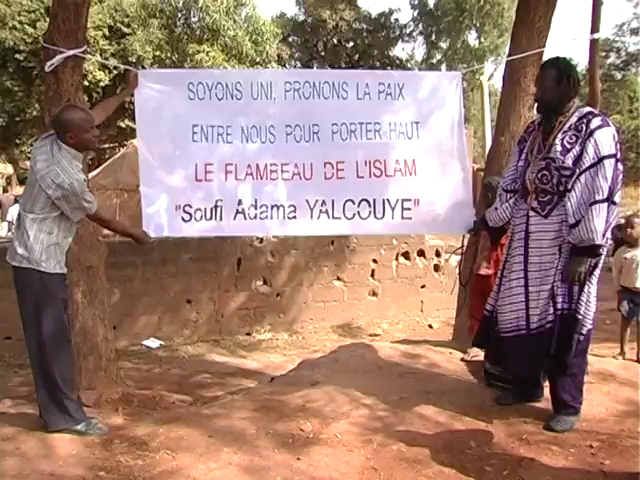 SOYONS UNI, PRONONS LA PAIX
ENTRE NOUS POUR PORTER HAUT
LE FLAMBEAU DE L'ISLAM
"Soufi Adama YALCOUYE"